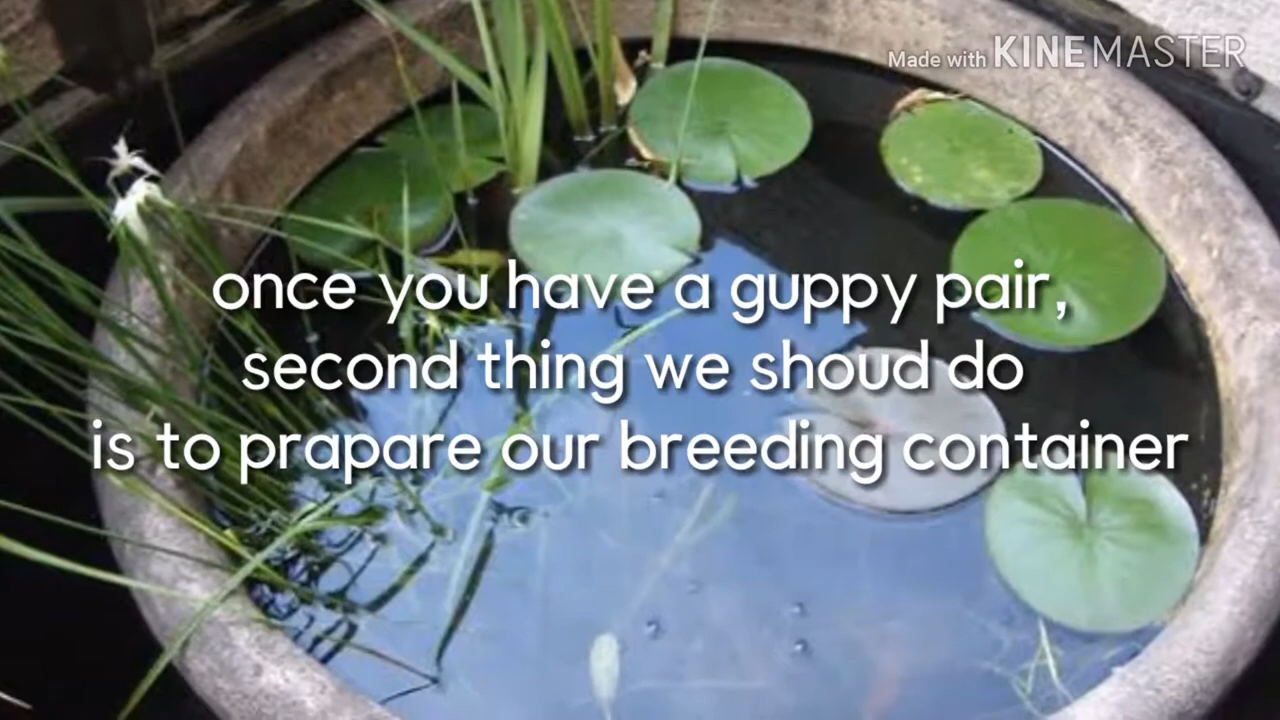 Made with KINEMASTER
once you have a guppy pair,
second thing we shoud do
is to prapare our breeding container